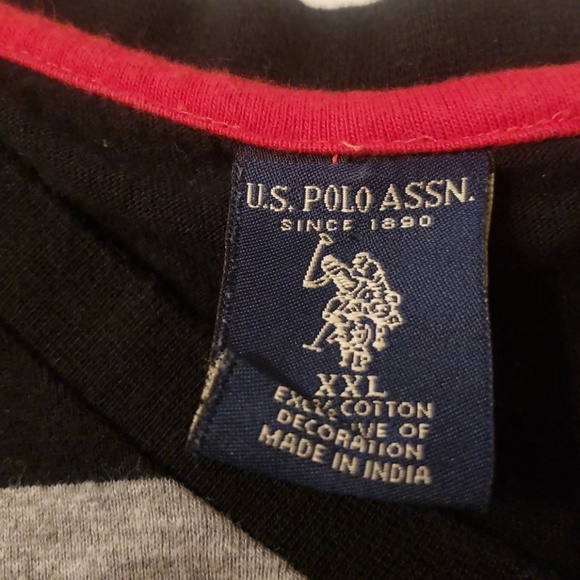 U.S. POLO ASSN.
SINCE 1890
XXL
COTTON
OF
DECORATION
MADE IN INDIA